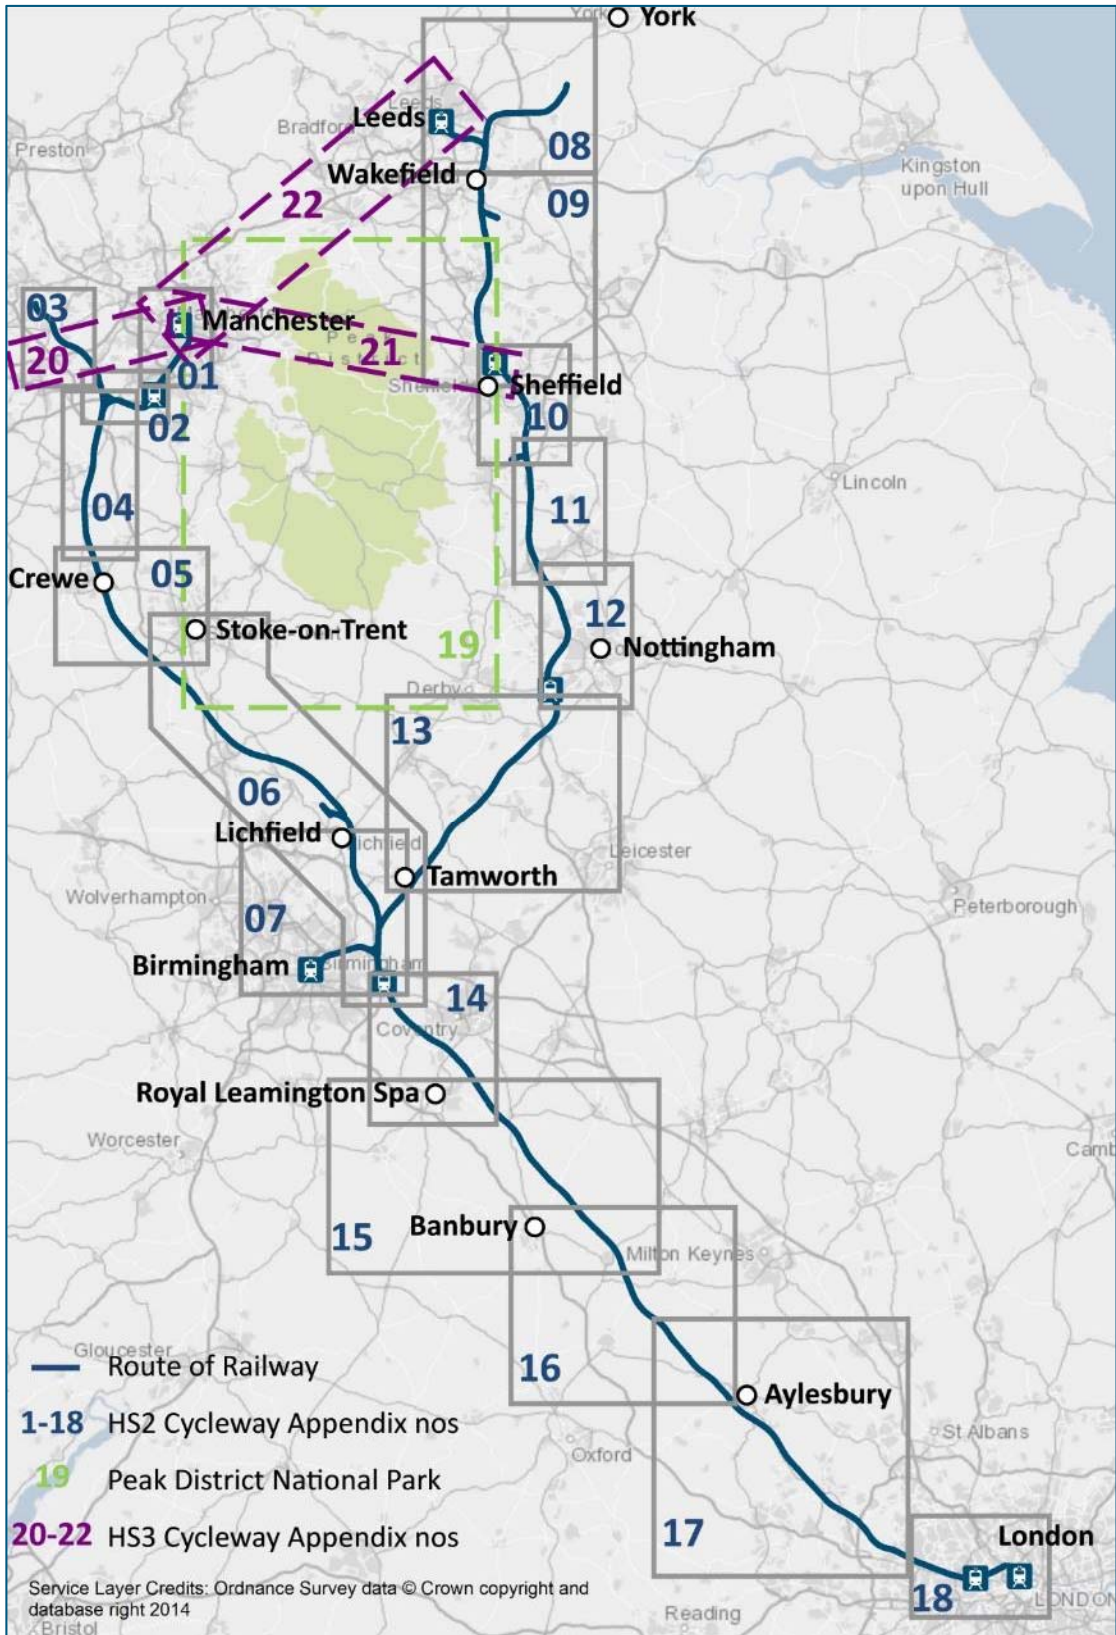 York
York
Leeds
Leeds
Bradford
Preston
08
Wakefield
09
Kingston
upon Hull
22
03
Manchester
20
21
01
Sheffield
02
10
04
11
Lincoln
Crewe
05
Stoke-on-Trent
12
Nottingham
19
Derby
13
06
Lichfield
Leicester
Tamworth
Wolverhampton
07
Peterborough
Birmingham
Birmingham
14
Coventry
Royal Leamington Spa
Worcester
15
Banbury
Milton Keynes
Gloucester
16
Route of Railway
Aylesbury
1-18 HS2 Cycleway Appendix nos
St Albans
Oxford
19 Peak District National Park
17
20-22 HS3 Cycleway Appendix nos
London
Service Layer Credits: Ordnance Survey data © Crown copyright and
database right 2014
18
LONDON
Reading
Bristol